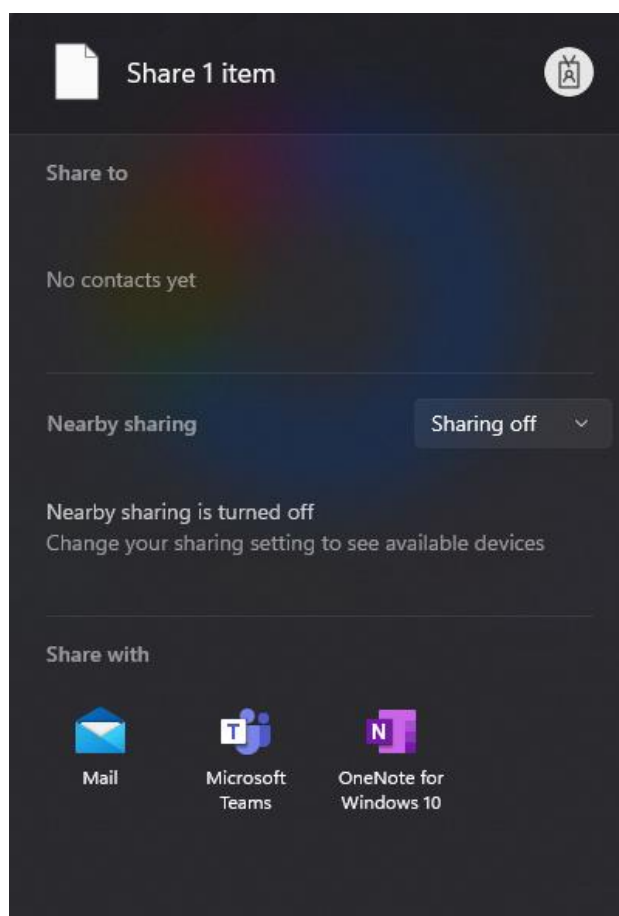 Share 1 item
Share to
No contacts yet
Nearby sharing
Sharing off
Nearby sharing is turned off
Change your sharing setting to see available devices
Share with
T
N
Mail
Microsoft
Teams
OneNote for
Windows 10